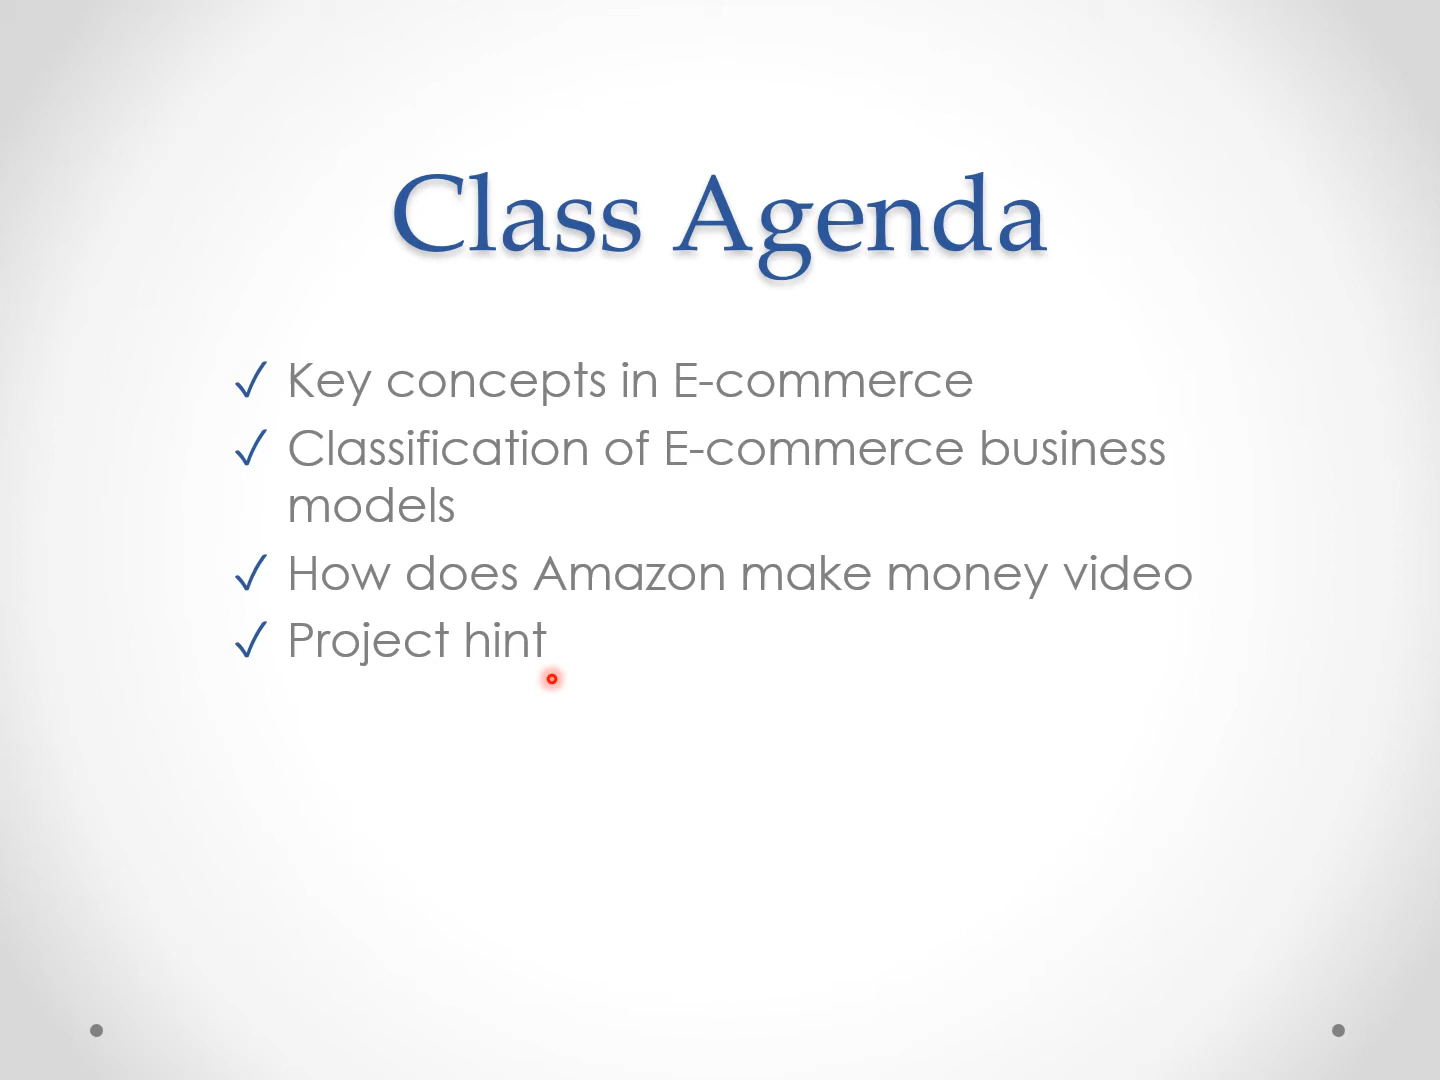 Class Agenda
✓ Key concepts in E-commerce
✓ Classification of E-commerce business
models
✓ How does Amazon make money video
✓ Project hint